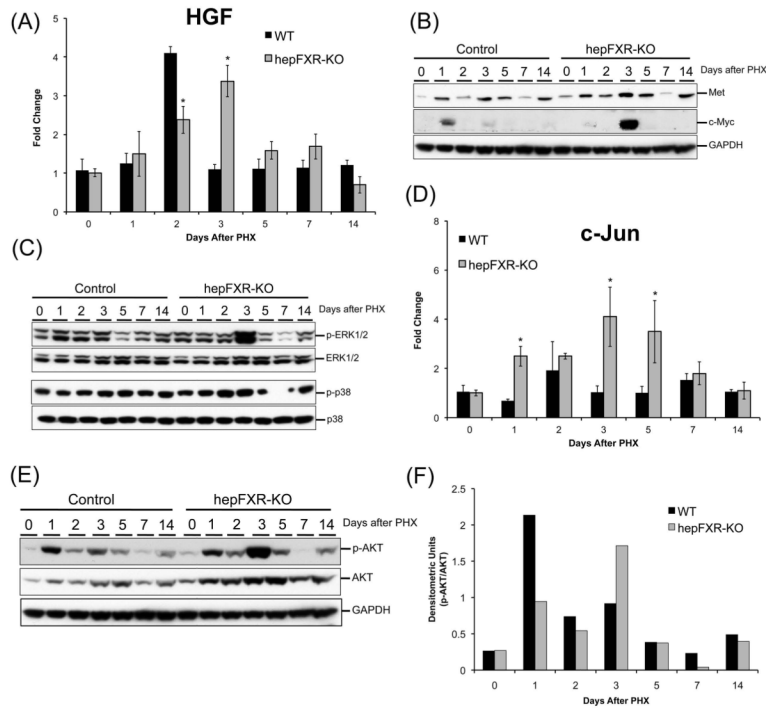 (A)
HGF
WT
hepFXR-KO
5
4
3
2
1
0
Fold Change
*
*
0 1 2 3 5 7 14
Days After PHX
(B)
Control hepFXR-KO
0 1 2 3 5 7 14 0 1 2 3 5 7 14 Days after PHX
Met
c-Myc
GAPDH
(C)
Control hepFXR-KO
0 1 2 3 5 7 14 0 1 2 3 5 7 14 Days after PHX
p-ERK1/2
ERK1/2
p-p38
p38
(D)
c-Jun
WT
hepFXR-KO
8
6
4
2
0
Fold Change
*
*
*
0 1 2 3 5 7 14
Days After PHX
(E)
Control hepFXR-KO
0 1 2 3 5 7 14 0 1 2 3 5 7 14 Days after PHX
p-AKT
AKT
GAPDH
(F)
WT
hepFXR-KO
2.5
2
1.5
1
0.5
0
Densitometric Units
(p-AKT/AKT)
0 1 2 3 5 7 14
Days After PHX